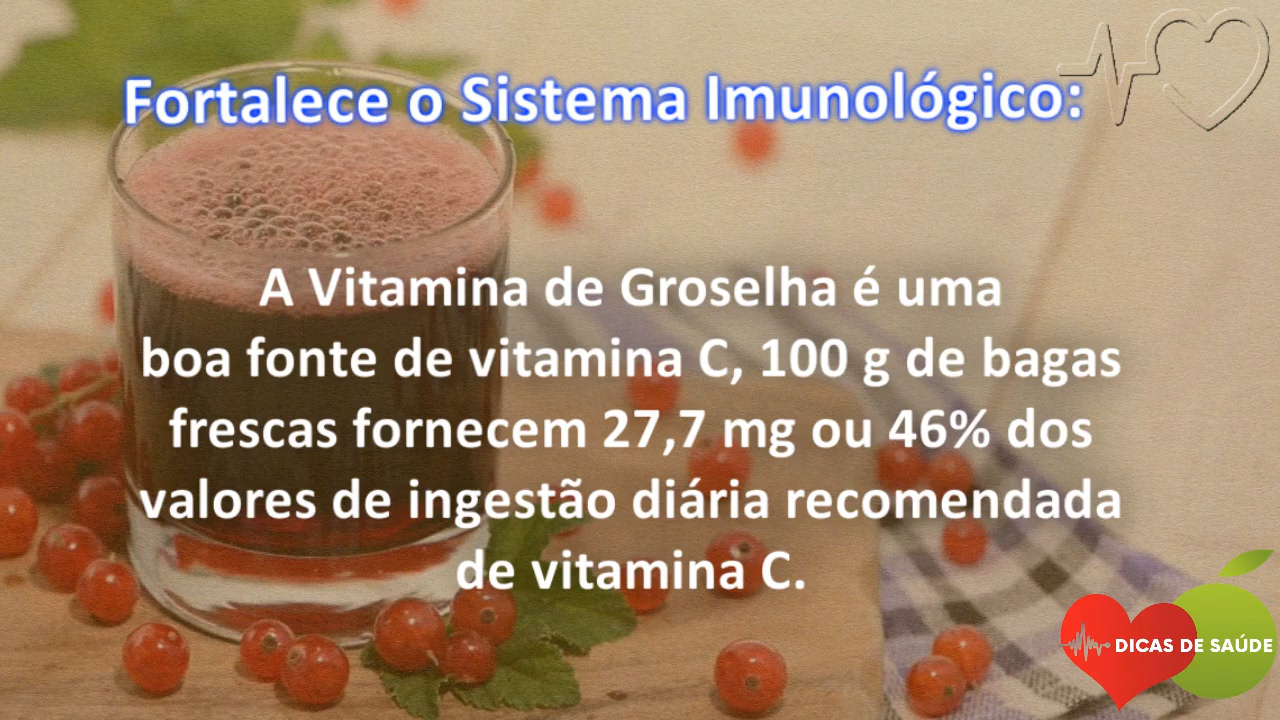 Fortalece o Sistema Imunológico:
A Vitamina de Groselha é uma
boa fonte de vitamina C, 100 g de bagas
frescas fornecem 27,7 mg ou 46% dos
valores de ingestão diária recomendada
de vitamina C.
DICAS DE SAÚDE